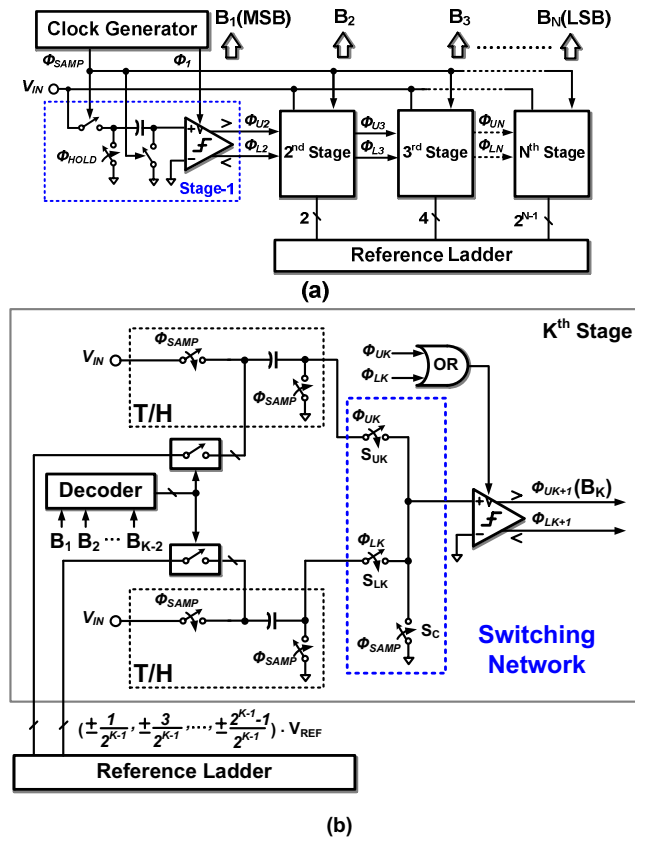 Clock Generator
B1(MSB) B2 B3 BN(LSB)
ΦSAMP Φ1
VIN
ΦHOLD
+
−
>
<
Stage-1
ΦU2 ΦU3 ΦUN
ΦL2 ΦL3 ΦLN
2nd Stage 3rd Stage Nth Stage
2 4 2N-1
Reference Ladder
(a)
Kth Stage
ΦSAMP
VIN
ΦSAMP
T/H
ΦUK
ΦLK
OR
ΦUK
SUK
Decoder
B1 B2 ··· BK-2
+
−
>
<
ΦUK+1(BK)
ΦLK+1
ΦLK
SLK
ΦSAMP
VIN
ΦSAMP
T/H
ΦSAMP
SC
Switching
Network
(± 1/2K-1, ± 3/2K-1, ..., ± 2K-1-1/2K-1) · VREF
Reference Ladder
(b)